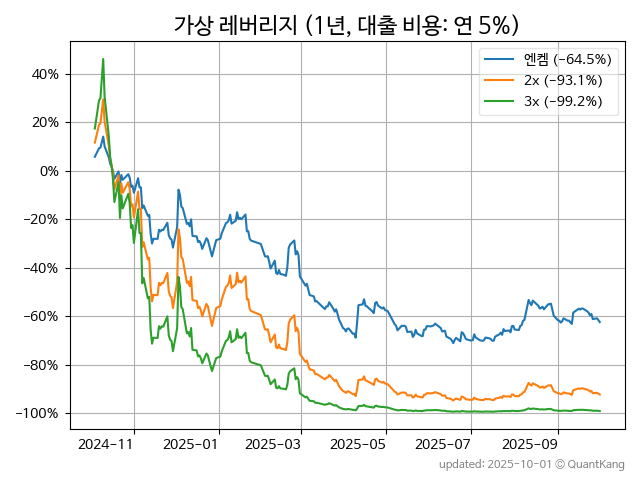 가상 레버리지 (1년, 대출 비용: 연 5%)
엔켐 (−64.5%)
2x (−93.1%)
3x (−99.2%)
40%
20%
0%
−20%
−40%
−60%
−80%
−100%
2024-11 2025-01 2025-03 2025-05 2025-07 2025-09
updated: 2025-10-01 © QuantKang